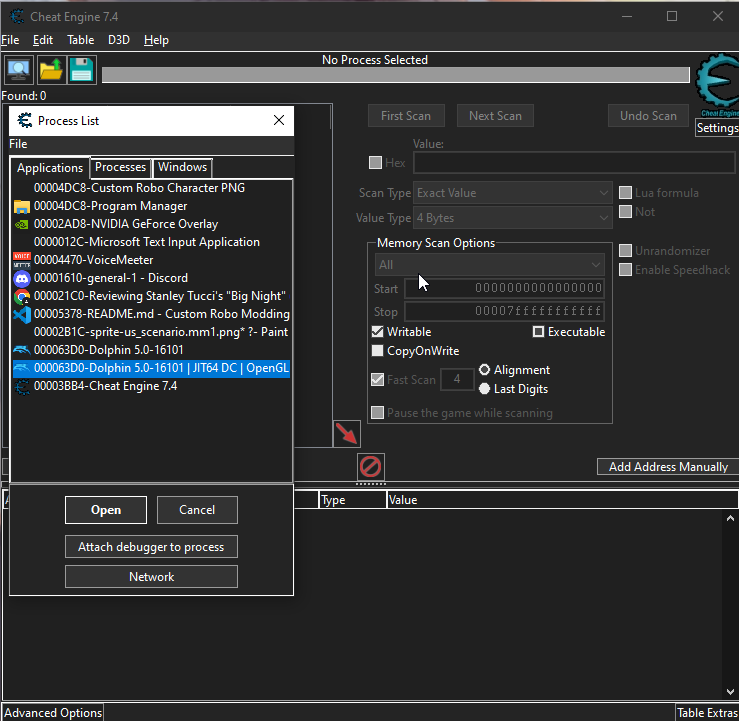 Cheat Engine 7.4
File Edit Table D3D Help
No Process Selected
Found: 0
Process List
File
Applications Processes Windows
00004DC8-Custom Robo Character PNG
00004DC8-Program Manager
00002AD8-NVIDIA GeForce Overlay
0000012C-Microsoft Text Input Application
00004470-VoiceMeeter
00001610-general-1 - Discord
000021C0-Reviewing Stanley Tucci's "Big Night"
00005378-README.md - Custom Robo Modding
00002B1C-sprite-us_scenario.mm1.png* ?- Paint
000063D0-Dolphin 5.0-16101
000063D0-Dolphin 5.0-16101 | JIT64 DC | OpenGL
00003BB4-Cheat Engine 7.4
Open Cancel
Attach debugger to process
Network
First Scan Next Scan Undo Scan
Cheat Engine
Settings
Value:
Hex
Scan Type Exact Value
Lua formula
Value Type 4 Bytes
Not
Memory Scan Options
All
Unrandomizer
Enable Speedhack
Start 0000000000000000
Stop 00007fffffffffff
Writable Executable
CopyOnWrite
Fast Scan 4 Alignment
Last Digits
Pause the game while scanning
Add Address Manually
Type Value
Advanced Options Table Extras